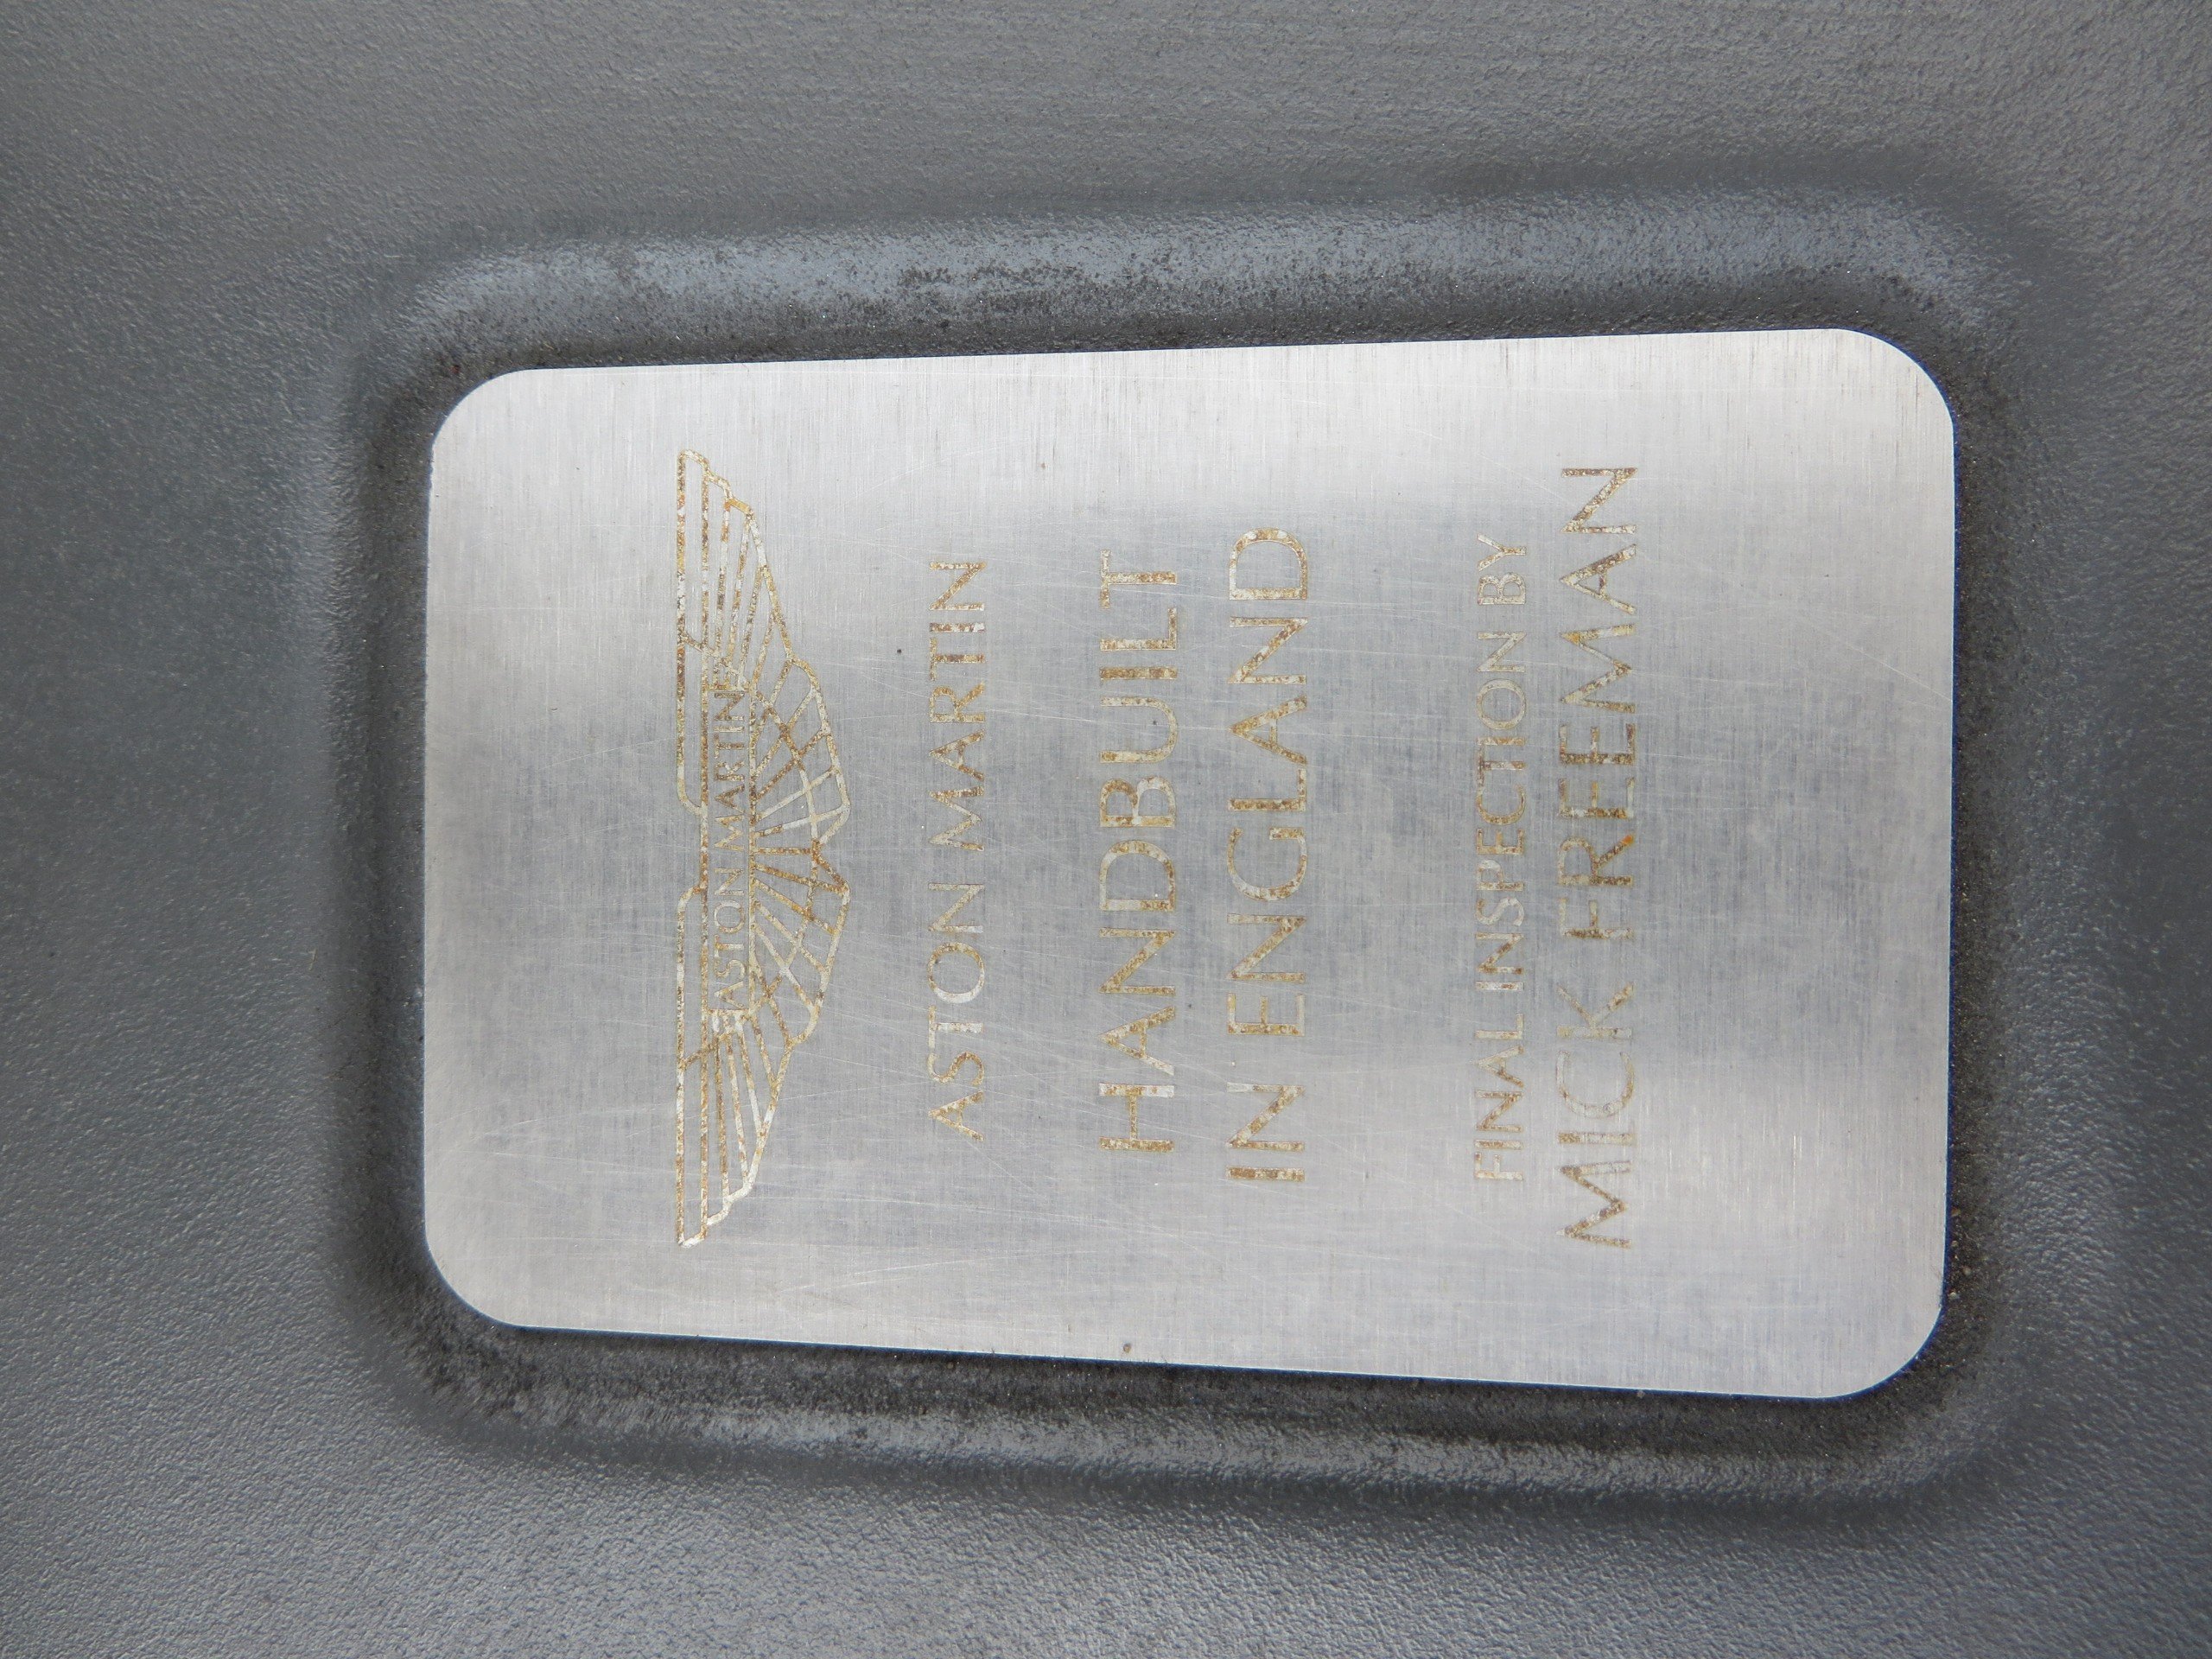 ASTON MARTIN
ASTON MARTIN
HANDBUILT
IN ENGLAND
FINAL INSPECTION BY
MICK FREEMAN